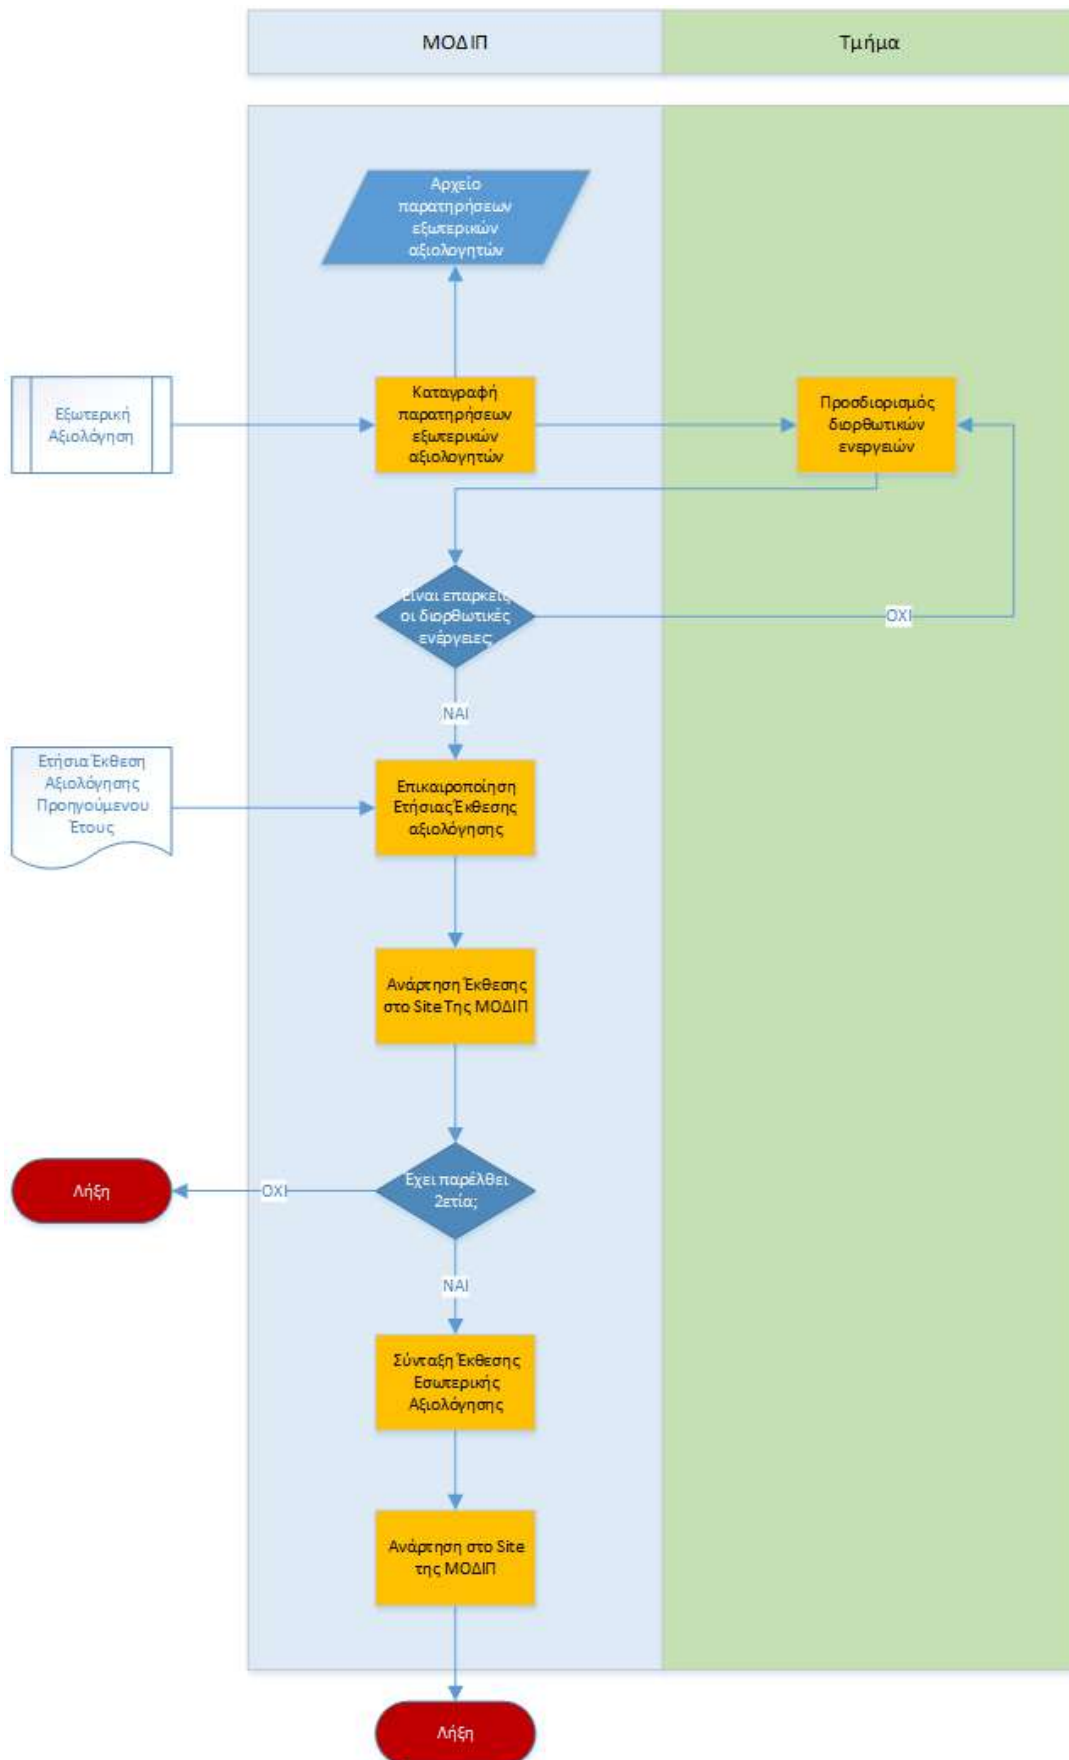 ΜΟΔΙΠ
Τμήμα
Αρχείο
παρατηρήσεων
εξωτερικών
αξιολογητών
Εξωτερική
Αξιολόγηση
Καταγραφή
παρατηρήσεων
εξωτερικών
αξιολογητών
Προσδιορισμός
διορθωτικών
ενεργειών
Είναι επαρκείς
οι διορθωτικές
ενέργειες;
ΟΧΙ
ΝΑΙ
Ετήσια Έκθεση
Αξιολόγησης
Προηγούμενου
Έτους
Επικαιροποίηση
Ετήσιας Έκθεσης
αξιολόγησης
Ανάρτηση Έκθεσης
στο Site Της ΜΟΔΙΠ
Έχει παρέλθει
2ετία;
ΟΧΙ
Λήξη
ΝΑΙ
Σύνταξη Έκθεσης
Εσωτερικής
Αξιολόγησης
Ανάρτηση στο Site
της ΜΟΔΙΠ
Λήξη